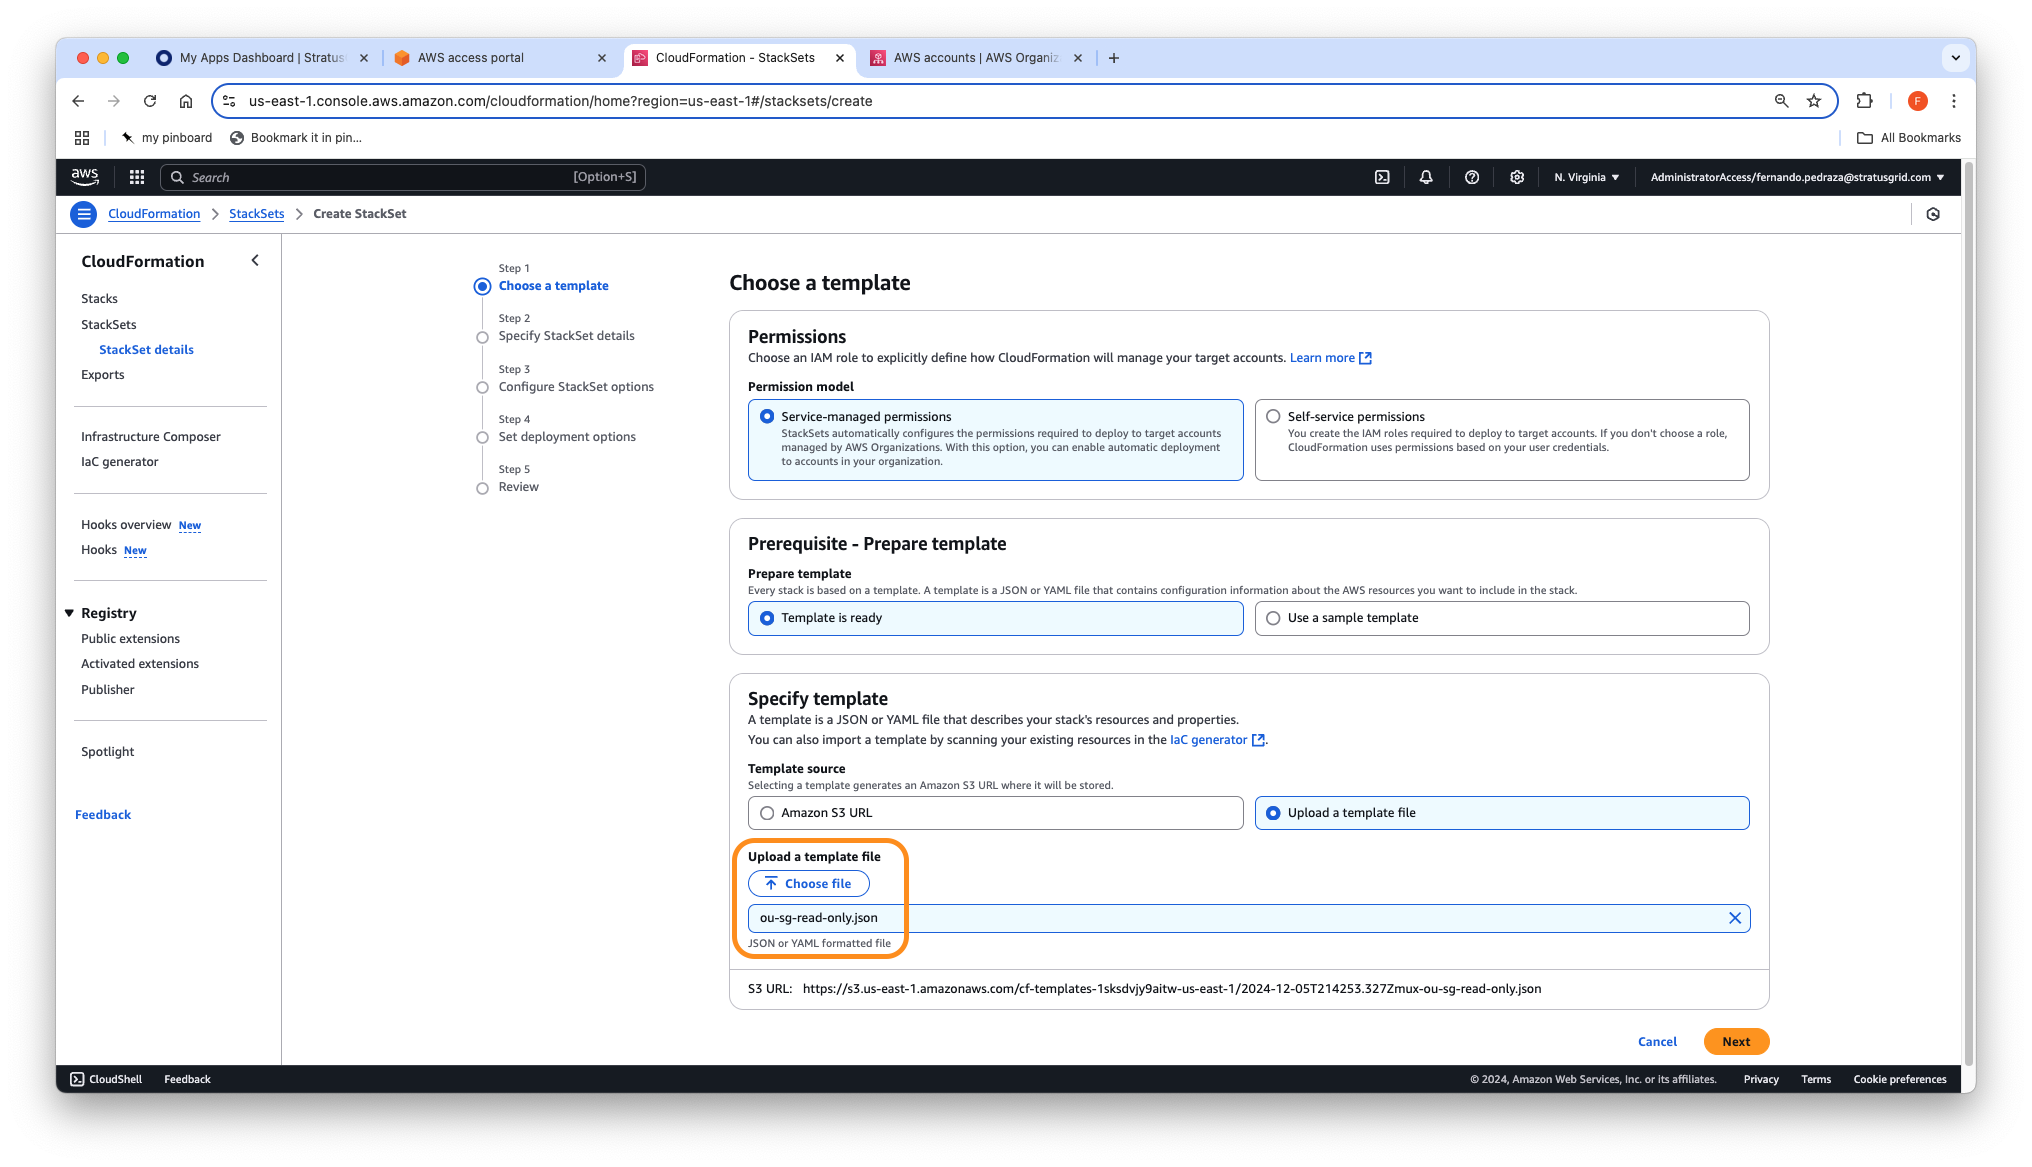 My Apps Dashboard | Stratus
AWS access portal
CloudFormation - StackSets
AWS accounts | AWS Organiz
us-east-1.console.aws.amazon.com/cloudformation/home?region=us-east-1#/stacksets/create
F
my pinboard
Bookmark it in pin...
All Bookmarks
aws
Search
[Option+S]
N. Virginia
AdministratorAccess/fernando.pedraza@stratusgrid.com
CloudFormation
StackSets
Create StackSet
CloudFormation
Stacks
StackSets
StackSet details
Exports
Infrastructure Composer
IaC generator
Hooks overview New
Hooks New
Registry
Public extensions
Activated extensions
Publisher
Spotlight
Feedback
Step 1
Choose a template
Step 2
Specify StackSet details
Step 3
Configure StackSet options
Step 4
Set deployment options
Step 5
Review
Choose a template
Permissions
Choose an IAM role to explicitly define how CloudFormation will manage your target accounts. Learn more
Permission model
Service-managed permissions
StackSets automatically configures the permissions required to deploy to target accounts
managed by AWS Organizations. With this option, you can enable automatic deployment
to accounts in your organization.
Self-service permissions
You create the IAM roles required to deploy to target accounts. If you don't choose a role,
CloudFormation uses permissions based on your user credentials.
Prerequisite - Prepare template
Prepare template
Every stack is based on a template. A template is a JSON or YAML file that contains configuration information about the AWS resources you want to include in the stack.
Template is ready
Use a sample template
Specify template
A template is a JSON or YAML file that describes your stack's resources and properties.
You can also import a template by scanning your existing resources in the IaC generator .
Template source
Selecting a template generates an Amazon S3 URL where it will be stored.
Amazon S3 URL
Upload a template file
Upload a template file
Choose file
ou-sg-read-only.json
JSON or YAML formatted file
S3 URL: https://s3.us-east-1.amazonaws.com/cf-templates-1sksdvjy9aitw-us-east-1/2024-12-05T214253.327Zmux-ou-sg-read-only.json
Cancel
Next
CloudShell
Feedback
© 2024, Amazon Web Services, Inc. or its affiliates.
Privacy
Terms
Cookie preferences